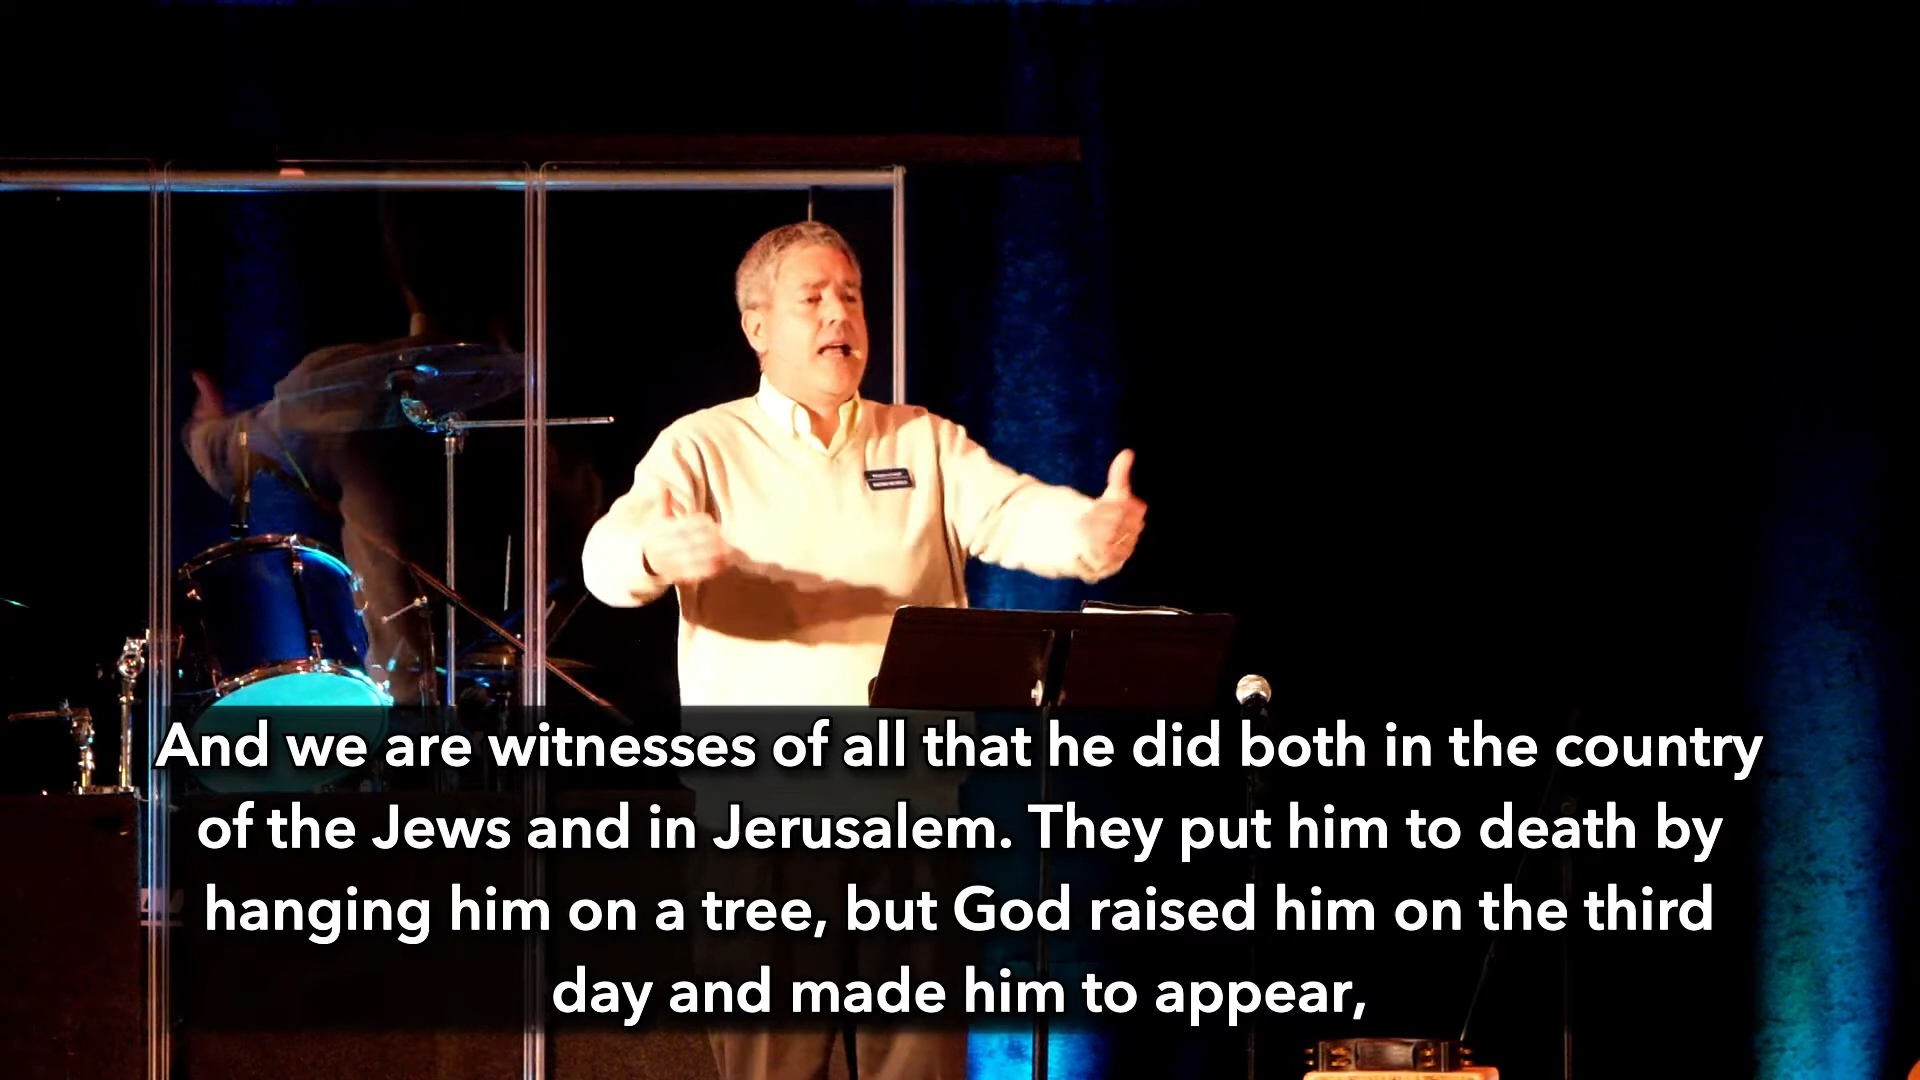 And we are witnesses of all that he did both in the country
of the Jews and in Jerusalem. They put him to death by
hanging him on a tree, but God raised him on the third
day and made him to appear,